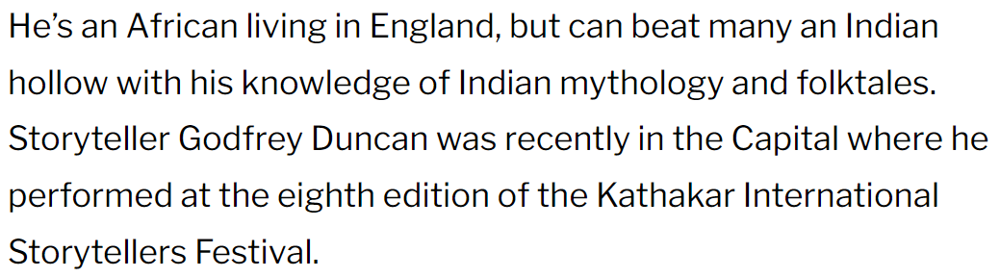 He’s an African living in England, but can beat many an Indian
hollow with his knowledge of Indian mythology and folktales.
Storyteller Godfrey Duncan was recently in the Capital where he
performed at the eighth edition of the Kathakar International
Storytellers Festival.